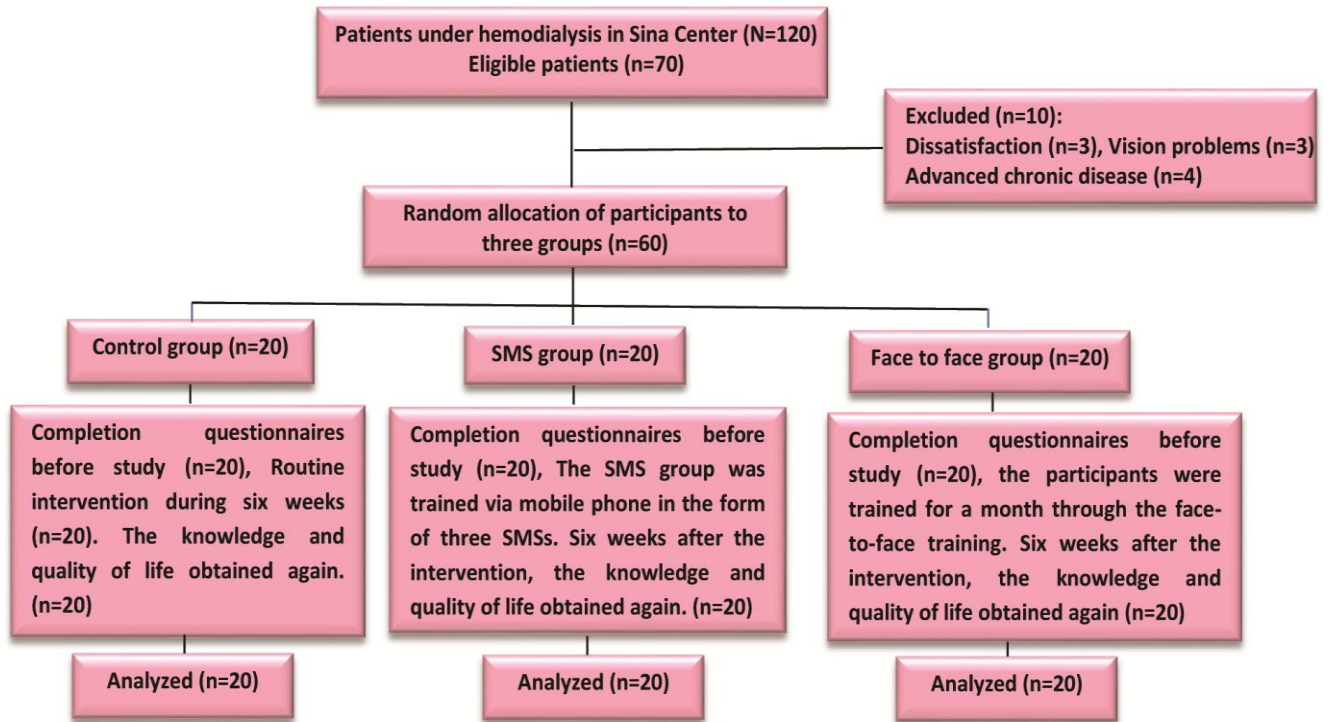 Patients under hemodialysis in Sina Center (N=120)
Eligible patients (n=70)
Excluded (n=10):
Dissatisfaction (n=3), Vision problems (n=3)
Advanced chronic disease (n=4)
Random allocation of participants to
three groups (n=60)
Control group (n=20)
SMS group (n=20)
Face to face group (n=20)
Completion questionnaires
before study (n=20), Routine
intervention during six weeks
(n=20). The knowledge and
quality of life obtained again.
(n=20)
Completion questionnaires before
study (n=20), The SMS group was
trained via mobile phone in the form
of three SMSs. Six weeks after the
intervention, the knowledge and
quality of life obtained again. (n=20)
Completion questionnaires before
study (n=20), the participants were
trained for a month through the face-
to-face training. Six weeks after the
intervention, the knowledge and
quality of life obtained again (n=20)
Analyzed (n=20)
Analyzed (n=20)
Analyzed (n=20)